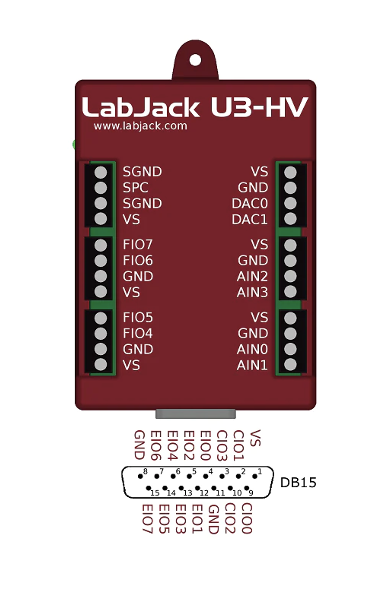 LabJack U3-HV
www.labjack.com
SGND VS
SPC GND
SGND DAC0
VS DAC1
FIO7 VS
FIO6 GND
GND AIN2
VS AIN3
FIO5 VS
FIO4 GND
GND AIN0
VS AIN1
GND EIO6 EIO4 EIO2 EIO0 CIO3 CIO1 VS
8 7 6 5 4 3 2 1
DB15
15 14 13 12 11 10 9
EIO7 EIO5 EIO3 EIO1 GND CIO2 CIO0